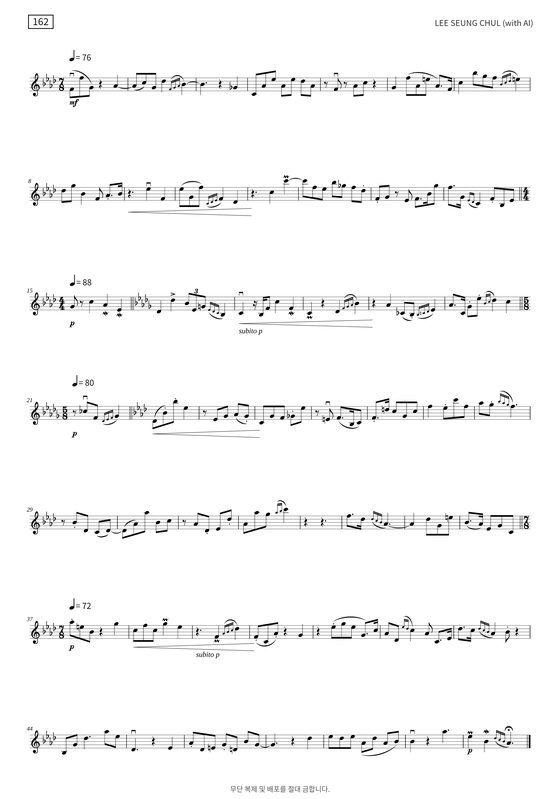 162
LEE SEUNG CHUL (with AI)
= 76
mf
8
= 88
15
3
p
subito p
= 80
21
p
29
= 72
37
p
subito p
44
p
무단 복제 및 배포를 절대 금합니다.